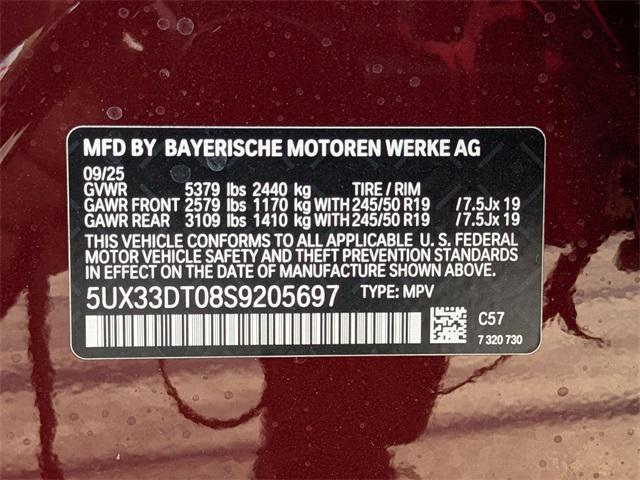 MFD BY BAYERISCHE MOTOREN WERKE AG
09/25
GVWR 5379 lbs 2440 kg TIRE / RIM
GAWR FRONT 2579 lbs 1170 kg WITH 245/50 R19 /7.5Jx 19
GAWR REAR 3109 lbs 1410 kg WITH 245/50 R19 /7.5Jx 19
THIS VEHICLE CONFORMS TO ALL APPLICABLE U. S. FEDERAL
MOTOR VEHICLE SAFETY AND THEFT PREVENTION STANDARDS
IN EFFECT ON THE DATE OF MANUFACTURE SHOWN ABOVE.
5UX33DT08S9205697 TYPE: MPV
C57
7 320 730